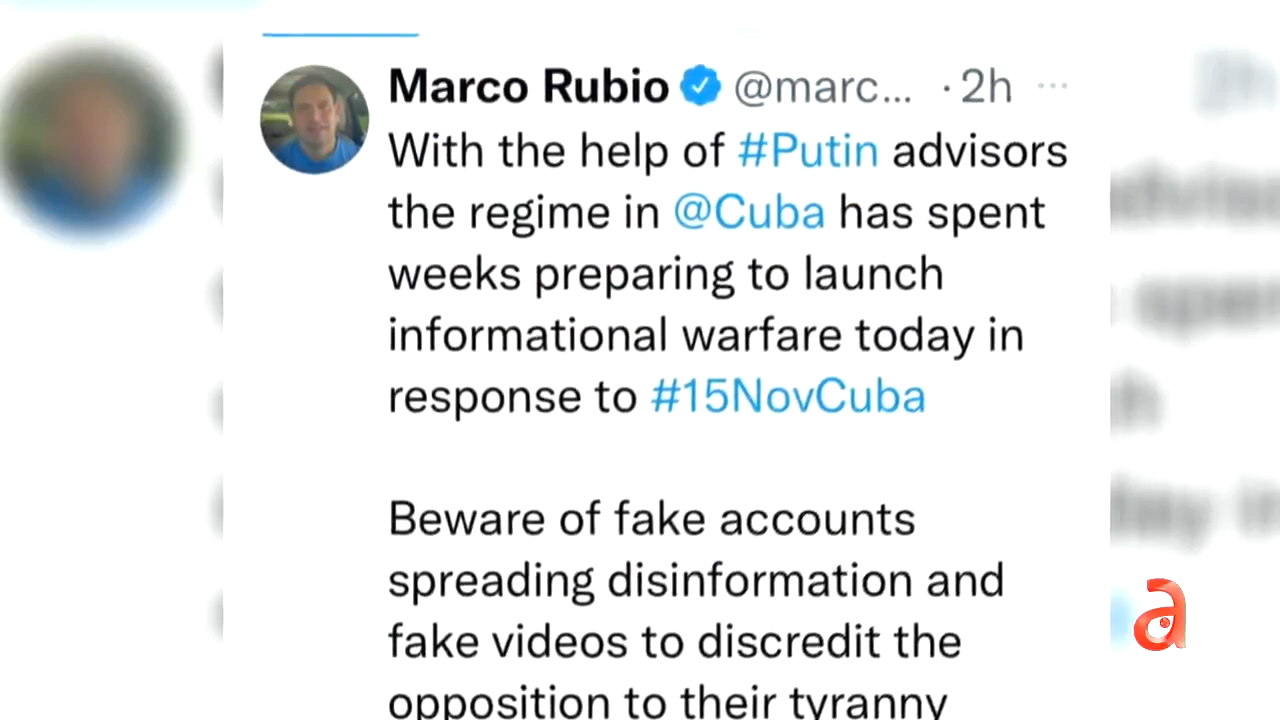 Marco Rubio @marc... · 2h ...
With the help of #Putin advisors
the regime in @Cuba has spent
weeks preparing to launch
informational warfare today in
response to #15NovCuba
Beware of fake accounts
spreading disinformation and
fake videos to discredit the
opposition to their tyranny
a